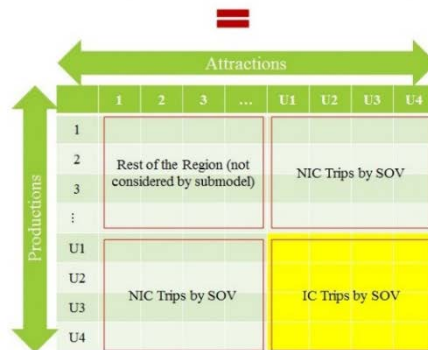 =
Attractions
1 2 3 ... U1 U2 U3 U4
Productions
1
2
3
⋮
Rest of the Region (not
considered by submodel)
NIC Trips by SOV
U1
U2
U3
U4
NIC Trips by SOV
IC Trips by SOV